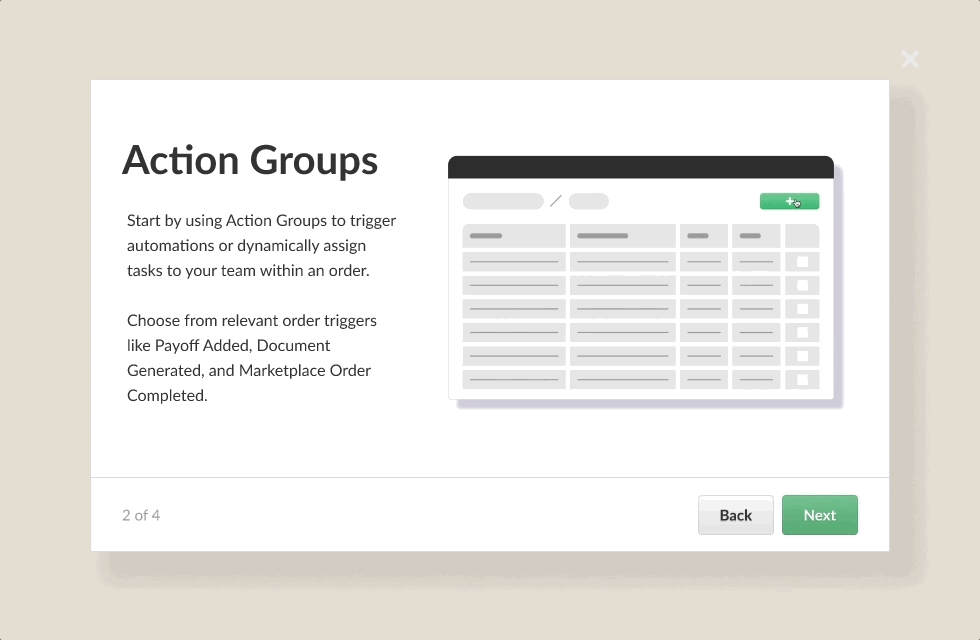 Action Groups
Start by using Action Groups to trigger
automations or dynamically assign
tasks to your team within an order.
Choose from relevant order triggers
like Payoff Added, Document
Generated, and Marketplace Order
Completed.
2 of 4
Back
Next